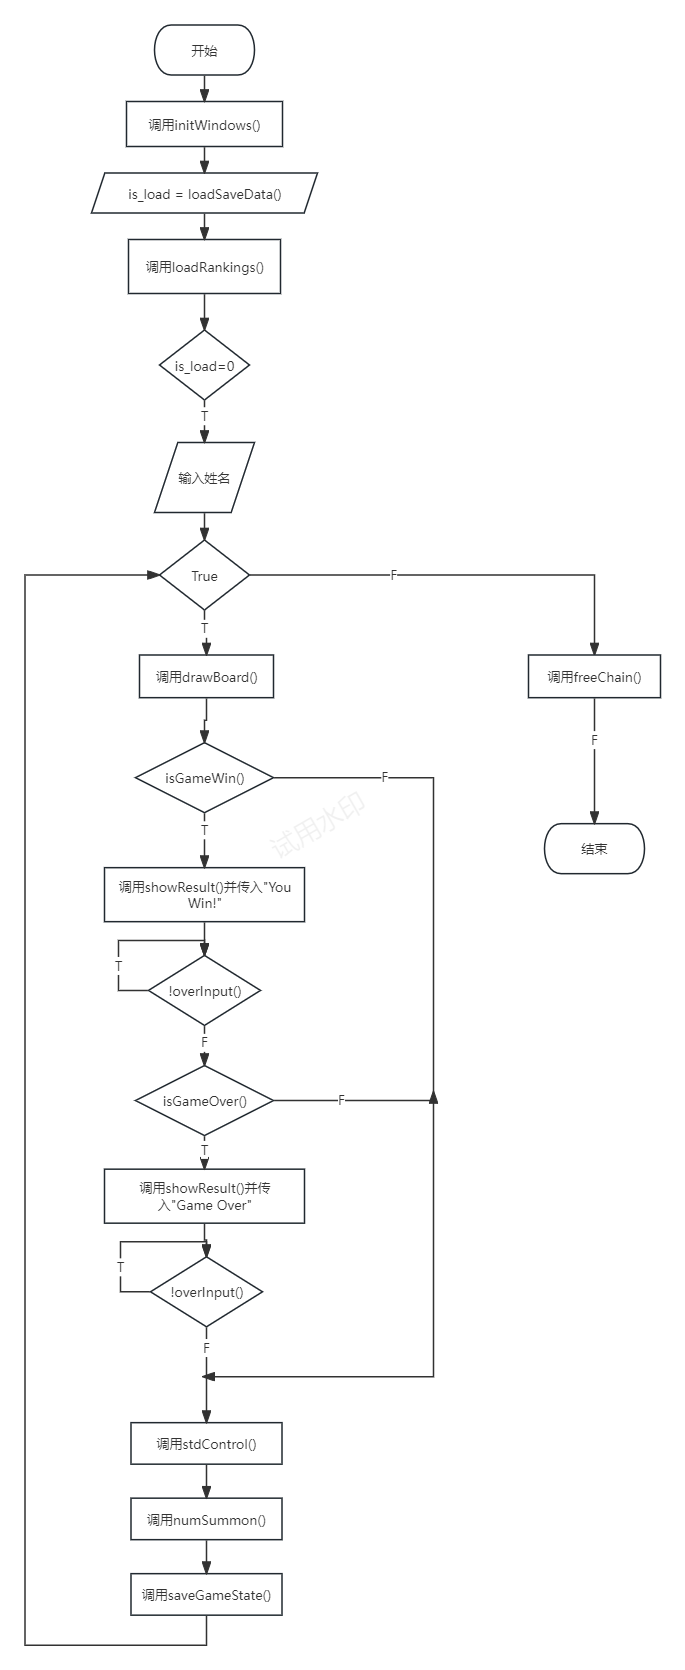 开始
调用initWindows()
is_load = loadSaveData()
调用loadRankings()
is_load=0
T
输入姓名
True
F
T
调用drawBoard()
调用freeChain()
F
isGameWin()
F
T
试用水印
结束
调用showResult()并传入"You
Win!"
T
!overInput()
F
isGameOver()
F
T
调用showResult()并传
入"Game Over"
T
!overInput()
F
调用stdControl()
调用numSummon()
调用saveGameState()